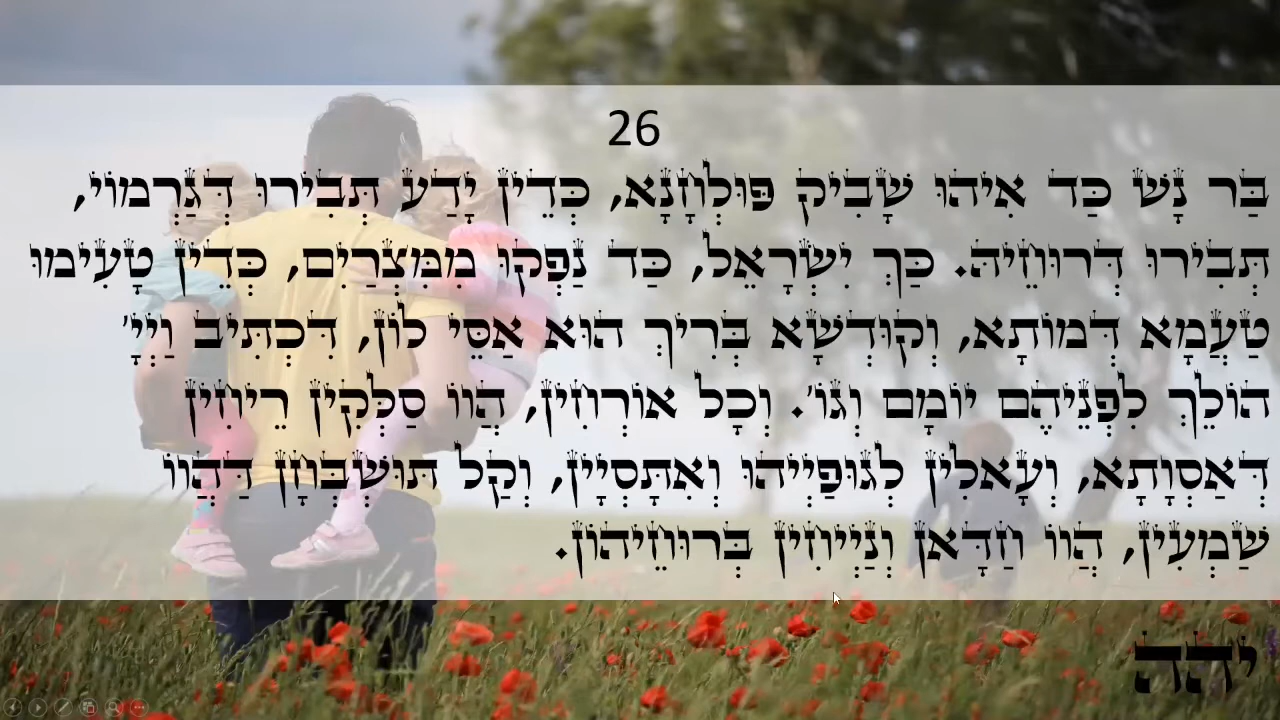 26
בַּר נָשׁ כַּד אִיהוּ שָׁבִיק פּוּלְחָנָא, כְּדֵין יָדַע תְּבִירוּ דְּגַרְמוֹי,
תְּבִירוּ דְּרוּחֵיהּ. כַּךְ יִשְׂרָאֵל, כַּד נַפְּקוּ מִמִּצְרַיִם, כְּדֵין טָעִימוּ
טַעֲמָא דְּמוֹתָא, וְקוּדְשָׁא בְּרִיךְ הוּא אַסֵּי לוֹן, דִּכְתִּיב וַיְיָ'
הוֹלֵךְ לִפְנֵיהֶם יוֹמָם וְגוֹ'. וְכָל אוֹרְחִין, הֲווֹ סַלְּקִין רֵיחִין
דְּאַסְוָתָא, וְעָאלִין לְגוּפַיְיהוּ וְאִתָּסְיָין, וְקַל תּוּשְׁבְּחָן דַּהֲווֹ
שַׁמְעִין, הֲווֹ חַדָּאן וְנַיְיחִין בְּרוּחֵיהוֹן.
יההה